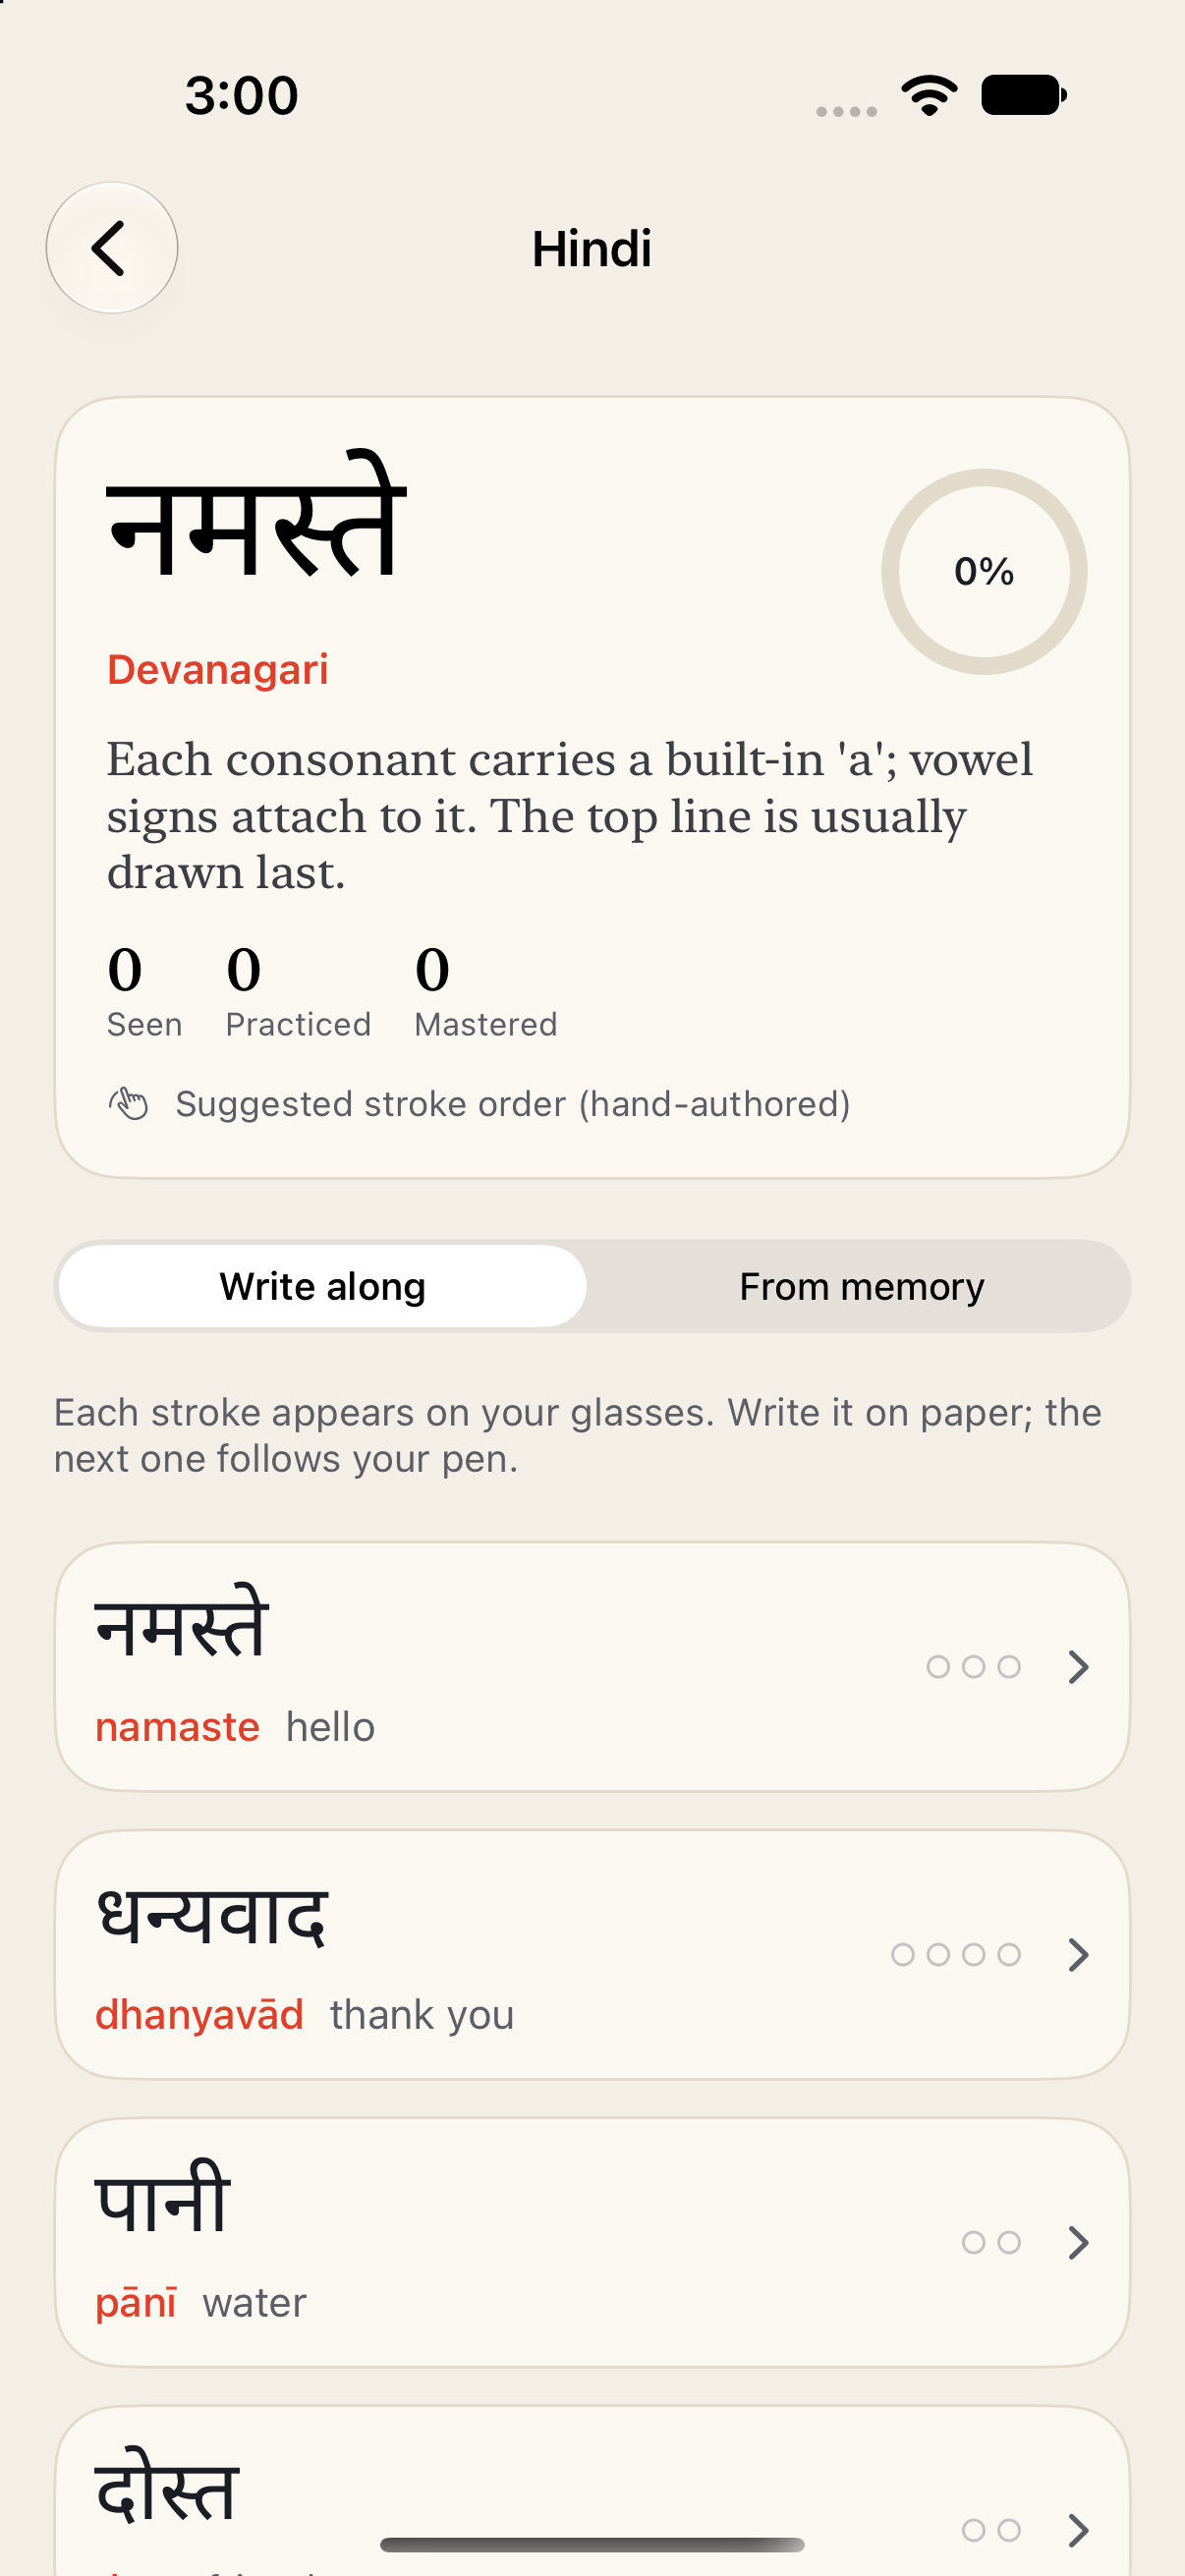 3:00
Hindi
नमस्ते
0%
Devanagari
Each consonant carries a built-in 'a'; vowel
signs attach to it. The top line is usually
drawn last.
0 0 0
Seen Practiced Mastered
Suggested stroke order (hand-authored)
Write along From memory
Each stroke appears on your glasses. Write it on paper; the
next one follows your pen.
नमस्ते
namaste hello
धन्यवाद
dhanyavād thank you
पानी
pānī water
दोस्त